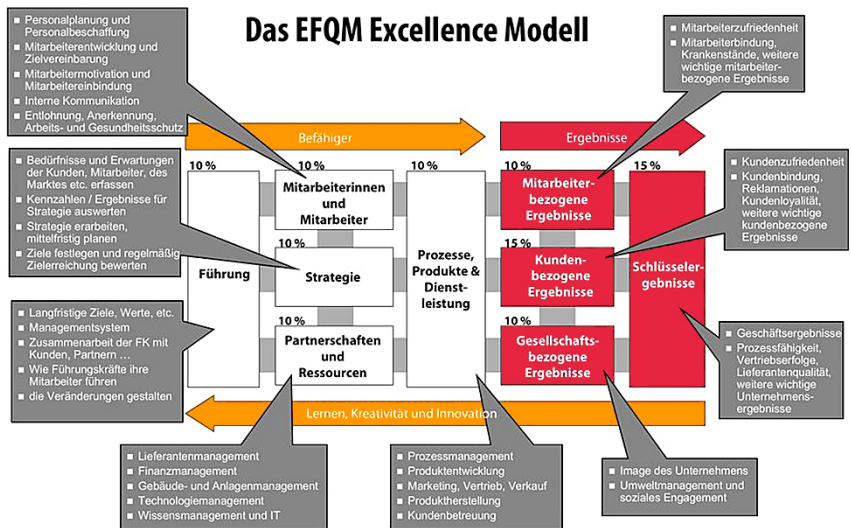 Das EFQM Excellence Modell
■ Personalplanung und
Personalbeschaffung
■ Mitarbeiterentwicklung und
Zielvereinbarung
■ Mitarbeitermotivation und
Mitarbeitereinbindung
■ Interne Kommunikation
■ Entlohnung, Anerkennung,
Arbeits- und Gesundheitsschutz
■ Mitarbeiterzufriedenheit
■ Mitarbeiterbindung,
Krankenstände, weitere
wichtige mitarbeiter-
bezogene Ergebnisse
Befähiger
Ergebnisse
■ Bedürfnisse und Erwartungen
der Kunden, Mitarbeiter, des
Marktes etc. erfassen
■ Kennzahlen / Ergebnisse für
Strategie auswerten
■ Strategie erarbeiten,
mittelfristig planen
■ Ziele festlegen und regelmäßig
Zielerreichung bewerten
10 %
Führung
10 %
Mitarbeiterinnen
und
Mitarbeiter
10 %
Strategie
10 %
Partnerschaften
und
Ressourcen
10 %
Prozesse,
Produkte &
Dienst-
leistung
10 %
Mitarbeiter-
bezogene
Ergebnisse
15 %
Kunden-
bezogene
Ergebnisse
10 %
Gesellschafts-
bezogene
Ergebnisse
15 %
Schlüsseler-
gebnisse
■ Kundenzufriedenheit
■ Kundenbindung,
Reklamationen,
Kundenloyalität,
weitere wichtige
kundenbezogene
Ergebnisse
■ Langfristige Ziele, Werte, etc.
■ Managementsystem
■ Zusammenarbeit der FK mit
Kunden, Partnern ...
■ Wie Führungskräfte ihre
Mitarbeiter führen
■ die Veränderungen gestalten
■ Geschäftsergebnisse
■ Prozessfähigkeit,
Vertriebserfolge,
Lieferantenqualität,
weitere wichtige
Unternehmens-
ergebnisse
Lernen, Kreativität und Innovation
■ Lieferantenmanagement
■ Finanzmanagement
■ Gebäude- und Anlagenmanagement
■ Technologiemanagement
■ Wissensmanagement und IT
■ Prozessmanagement
■ Produktentwicklung
■ Marketing, Vertrieb, Verkauf
■ Produktherstellung
■ Kundenbetreuung
■ Image des Unternehmens
■ Umweltmanagement und
soziales Engagement